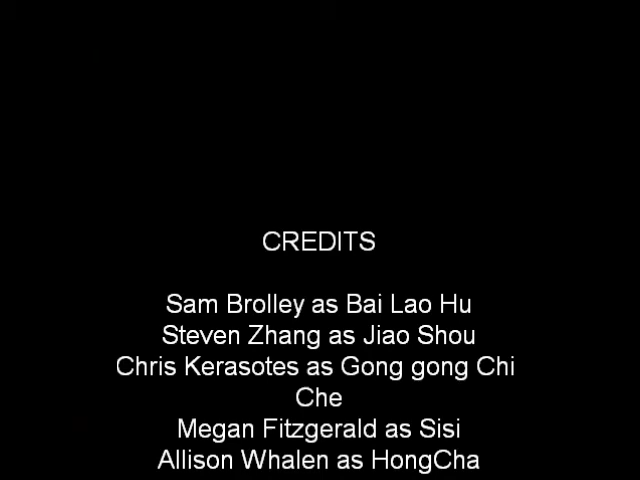 CREDITS
Sam Brolley as Bai Lao Hu
Steven Zhang as Jiao Shou
Chris Kerasotes as Gong gong Chi
Che
Megan Fitzgerald as Sisi
Allison Whalen as HongCha